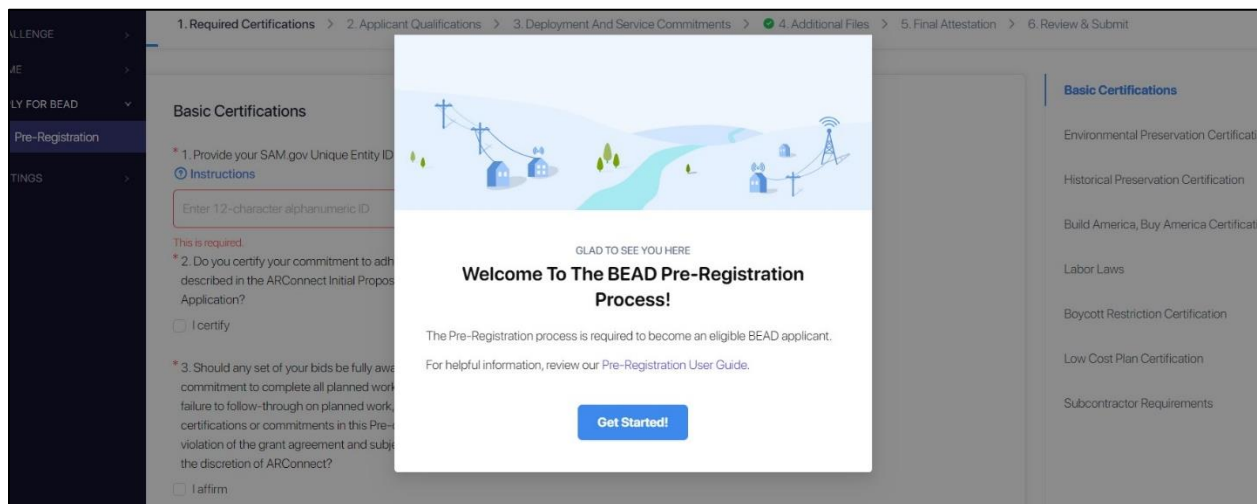 1. Required Certifications > 2. Applicant Qualifications > 3. Deployment And Service Commitments > 4. Additional Files > 5. Final Attestation > 6. Review & Submit
ALLENGE
ME
LY FOR BEAD
Pre-Registration
TINGS
Basic Certifications
* 1. Provide your SAM.gov Unique Entity ID
Instructions
Enter 12-character alphanumeric ID
This is required.
* 2. Do you certify your commitment to adh
described in the ARConnect Initial Propos
Application?
I certify
* 3. Should any set of your bids be fully awa
commitment to complete all planned work
failure to follow-through on planned work,
certifications or commitments in this Pre-
violation of the grant agreement and subje
the discretion of ARConnect?
I affirm
GLAD TO SEE YOU HERE
Welcome To The BEAD Pre-Registration
Process!
The Pre-Registration process is required to become an eligible BEAD applicant.
For helpful information, review our Pre-Registration User Guide.
Get Started!
Basic Certifications
Environmental Preservation Certificati
Historical Preservation Certification
Build America, Buy America Certificati
Labor Laws
Boycott Restriction Certification
Low Cost Plan Certification
Subcontractor Requirements